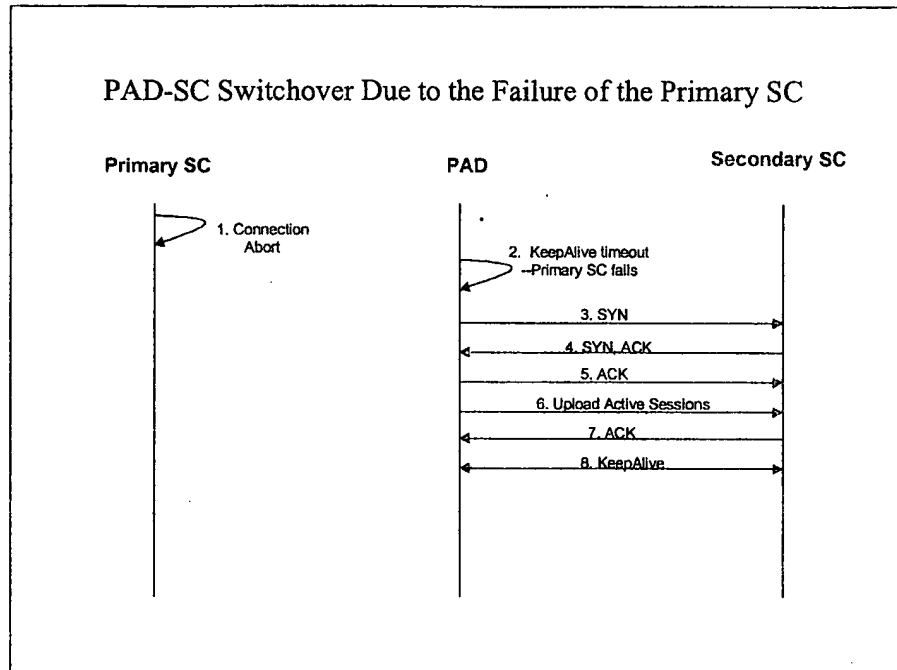 PAD-SC Switchover Due to the Failure of the Primary SC
Primary SC
PAD
Secondary SC
1. Connection
Abort
2. KeepAlive timeout
--Primary SC fails
3. SYN
4. SYN, ACK
5. ACK
6. Upload Active Sessions
7. ACK
8. KeepAlive